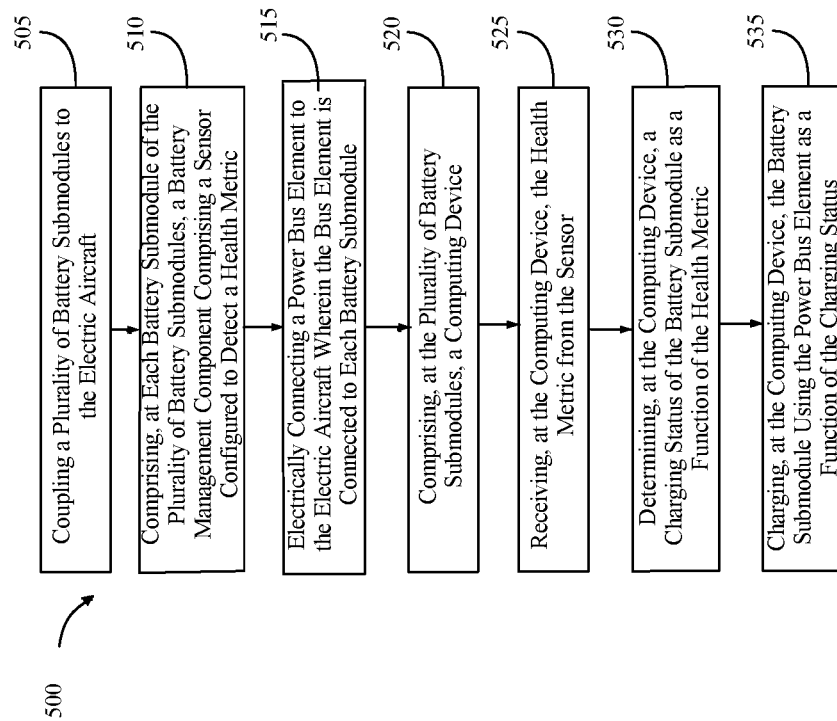 500
505
Coupling a Plurality of Battery Submodules to
the Electric Aircraft
510
Comprising, at Each Battery Submodule of the
Plurality of Battery Submodules, a Battery
Management Component Comprising a Sensor
Configured to Detect a Health Metric
515
Electrically Connecting a Power Bus Element to
the Electric Aircraft Wherein the Bus Element is
Connected to Each Battery Submodule
520
Comprising, at the Plurality of Battery
Submodules, a Computing Device
525
Receiving, at the Computing Device, the Health
Metric from the Sensor
530
Determining, at the Computing Device, a
Charging Status of the Battery Submodule as a
Function of the Health Metric
535
Charging, at the Compuitng Device, the Battery
Submodule Using the Power Bus Element as a
Function of the Charging Status